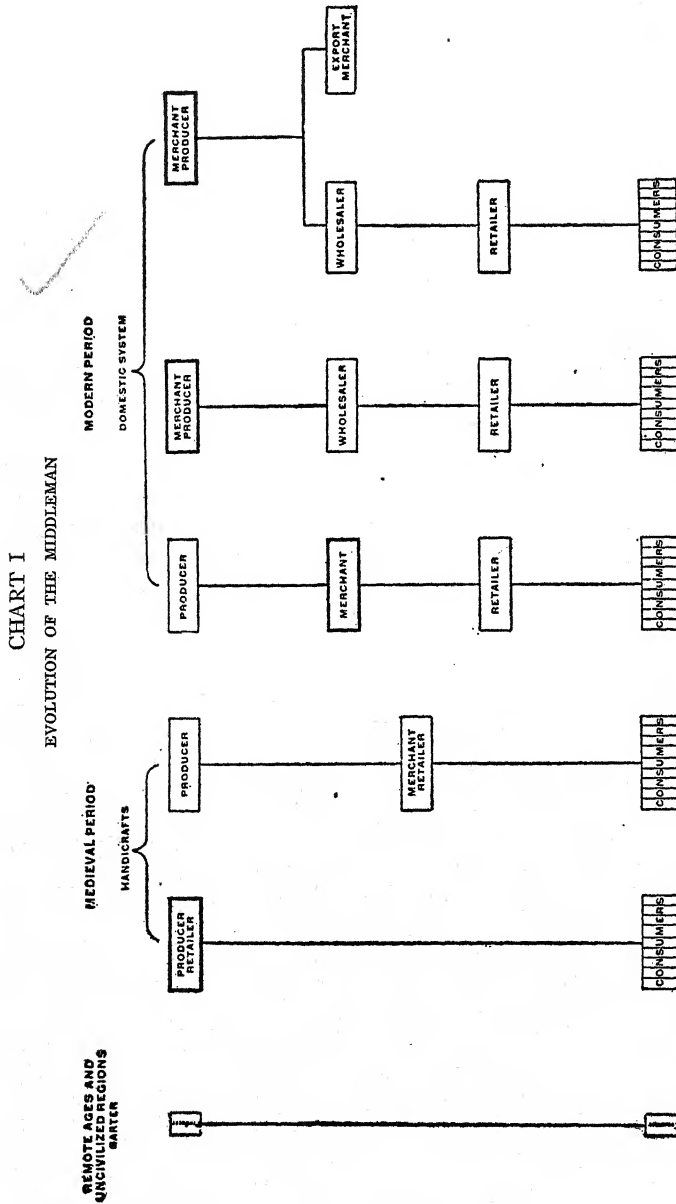 CHART I
EVOLUTION OF THE MIDDLEMAN
REMOTE AGES AND
UNCIVILIZED REGIONS
BARTER
MEDIEVAL PERIOD
HANDICRAFTS
MODERN PERIOD
DOMESTIC SYSTEM
PRODUCER
RETAILER
CONSUMERS
PRODUCER
MERCHANT
RETAILER
CONSUMERS
PRODUCER
MERCHANT
RETAILER
CONSUMERS
MERCHANT
PRODUCER
WHOLESALER
RETAILER
CONSUMERS
MERCHANT
PRODUCER
WHOLESALER
EXPORT
MERCHANT
RETAILER
CONSUMERS